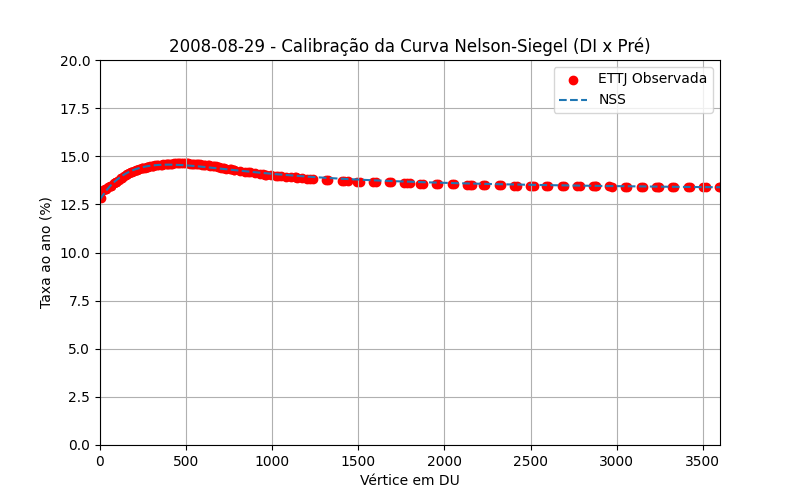 2008-08-29 - Calibração da Curva Nelson-Siegel (DI x Pré)
ETTJ Observada
NSS
Taxa ao ano (%)
20.0
17.5
15.0
12.5
10.0
7.5
5.0
2.5
0.0
0 500 1000 1500 2000 2500 3000 3500
Vértice em DU